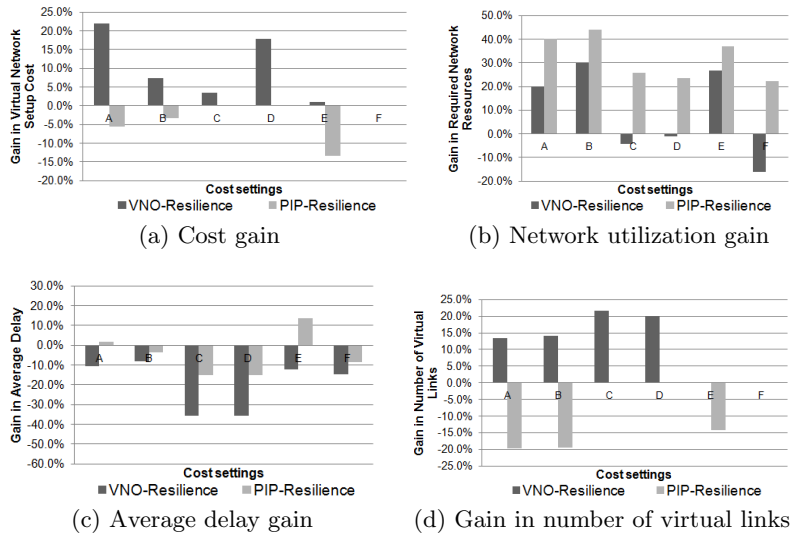 25.0%
20.0%
15.0%
10.0%
5.0%
0.0%
-5.0%
-10.0%
-15.0%
-20.0%
Gain in Virtual Network
Setup Cost
A B C D E F
Cost settings
VNO-Resilience PIP-Resilience
(a) Cost gain
50.0%
40.0%
30.0%
20.0%
10.0%
0.0%
-10.0%
-20.0%
Gain in Required Network
Resources
A B C D E F
Cost settings
VNO-Resilience PIP-Resilience
(b) Network utilization gain
30.0%
20.0%
10.0%
0.0%
-10.0%
-20.0%
-30.0%
-40.0%
-50.0%
-60.0%
Gain in Average Delay
A B C D E F
Cost settings
VNO-Resilience PIP-Resilience
(c) Average delay gain
25.0%
20.0%
15.0%
10.0%
5.0%
0.0%
-5.0%
-10.0%
-15.0%
-20.0%
-25.0%
Gain in Number of Virtual
Links
A B C D E F
Cost settings
VNO-Resilience PIP-Resilience
(d) Gain in number of virtual links